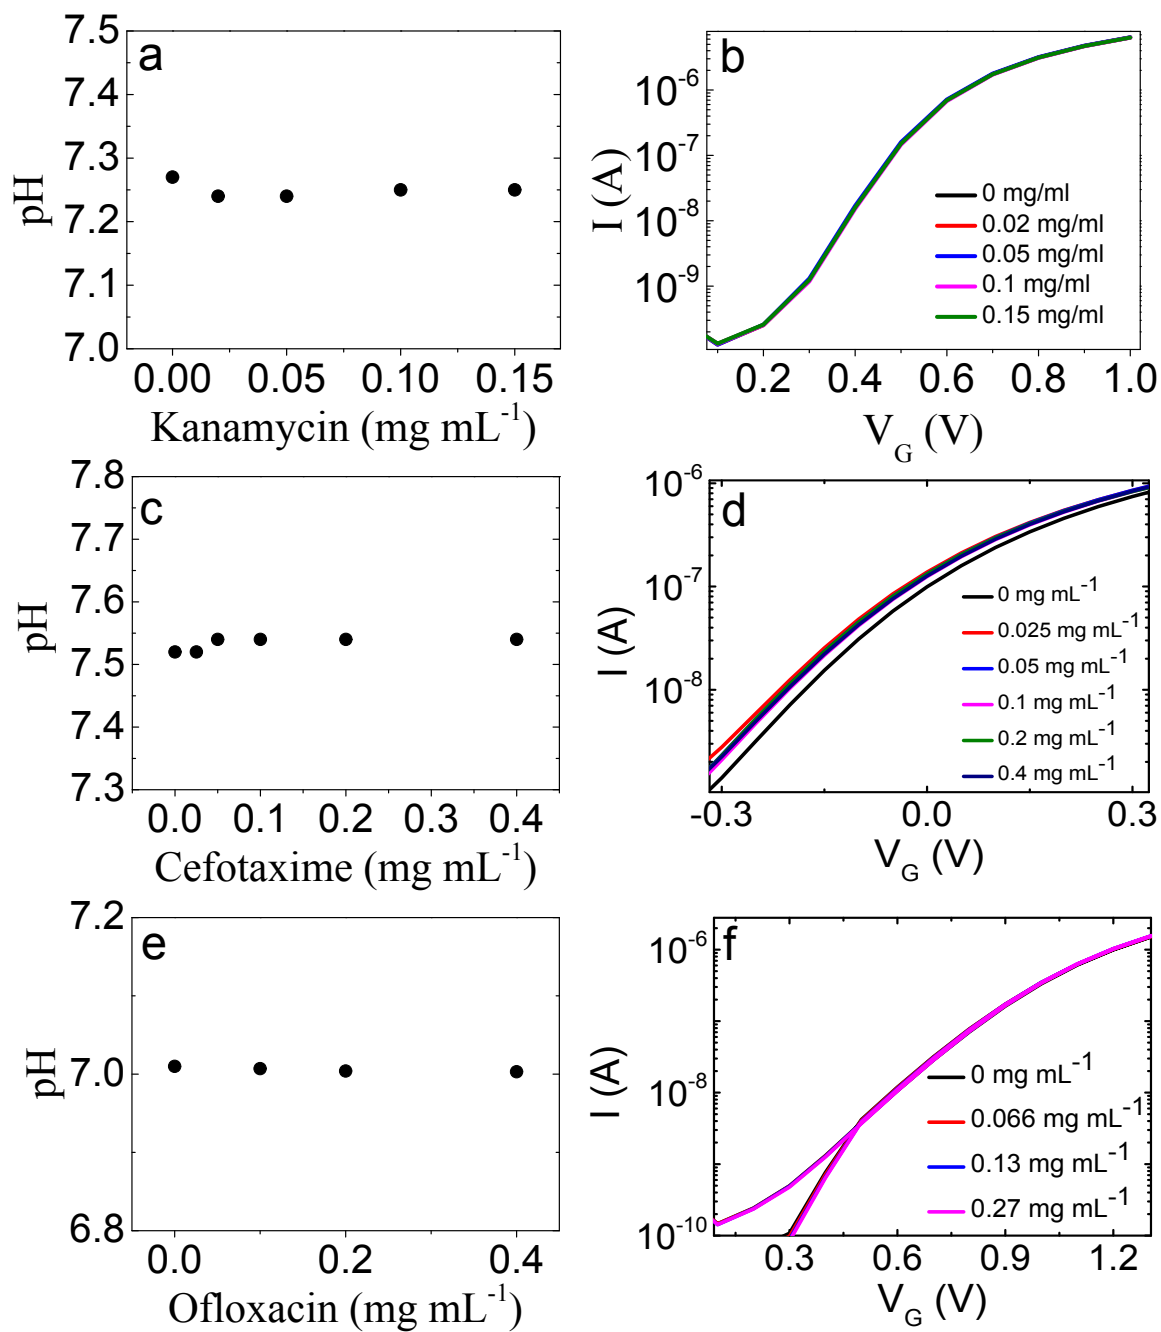 a
7.5
7.4
7.3
7.2
7.1
7.0
pH
0.00 0.05 0.10 0.15
Kanamycin (mg mL⁻¹)
b
10⁻⁶
10⁻⁷
10⁻⁸
10⁻⁹
I (A)
0 mg/ml
0.02 mg/ml
0.05 mg/ml
0.1 mg/ml
0.15 mg/ml
0.2 0.4 0.6 0.8 1.0
V_G (V)
c
7.8
7.7
7.6
7.5
7.4
7.3
pH
0.0 0.1 0.2 0.3 0.4
Cefotaxime (mg mL⁻¹)
d
10⁻⁶
10⁻⁷
10⁻⁸
I (A)
0 mg mL⁻¹
0.025 mg mL⁻¹
0.05 mg mL⁻¹
0.1 mg mL⁻¹
0.2 mg mL⁻¹
0.4 mg mL⁻¹
-0.3 0.0 0.3
V_G (V)
e
7.2
7.0
6.8
pH
0.0 0.2 0.4
Ofloxacin (mg mL⁻¹)
f
10⁻⁶
10⁻⁸
10⁻¹⁰
I (A)
0 mg mL⁻¹
0.066 mg mL⁻¹
0.13 mg mL⁻¹
0.27 mg mL⁻¹
0.3 0.6 0.9 1.2
V_G (V)